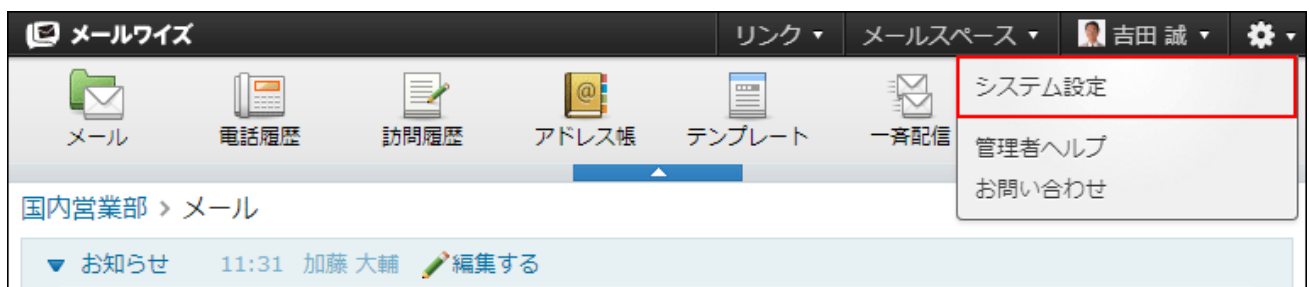 メールワイズ リンク ▼ メールスペース ▼ 吉田 誠 ▼
システム設定
メール 電話履歴 訪問履歴 アドレス帳 テンプレート 一斉配信
管理者ヘルプ
お問い合わせ
国内営業部 > メール
▼ お知らせ 11:31 加藤 大輔 編集する